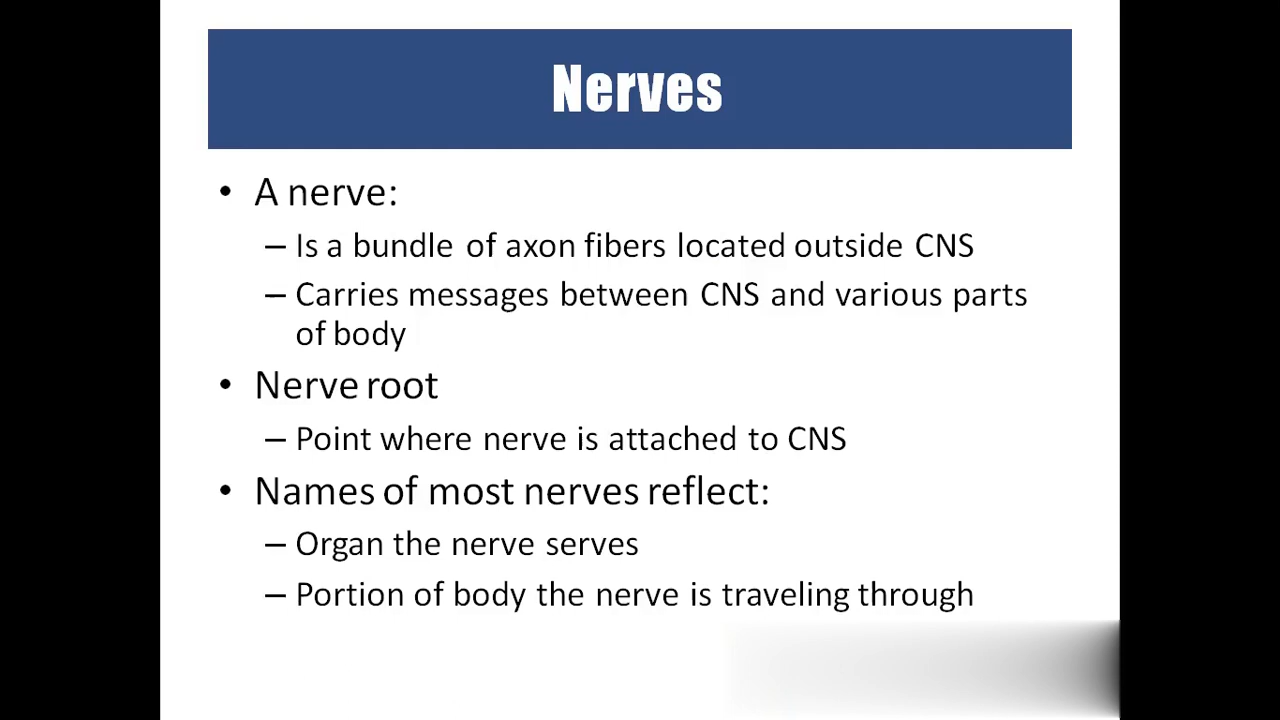 Nerves
• A nerve:
– Is a bundle of axon fibers located outside CNS
– Carries messages between CNS and various parts
of body
• Nerve root
– Point where nerve is attached to CNS
• Names of most nerves reflect:
– Organ the nerve serves
– Portion of body the nerve is traveling through